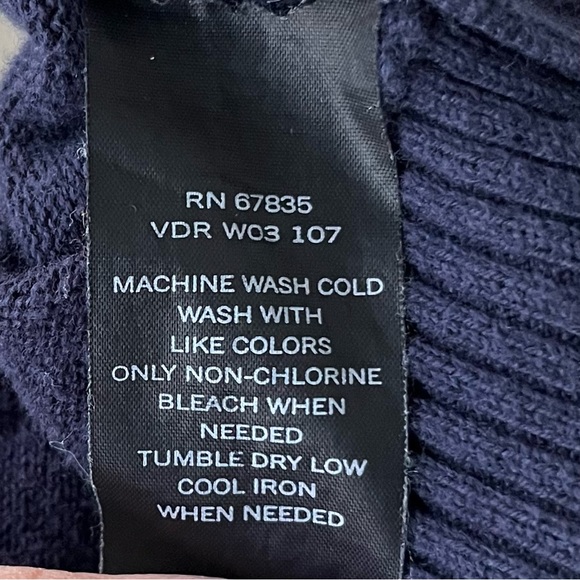 RN 67835
VDR W03 107
MACHINE WASH COLD
WASH WITH
LIKE COLORS
ONLY NON-CHLORINE
BLEACH WHEN
NEEDED
TUMBLE DRY LOW
COOL IRON
WHEN NEEDED